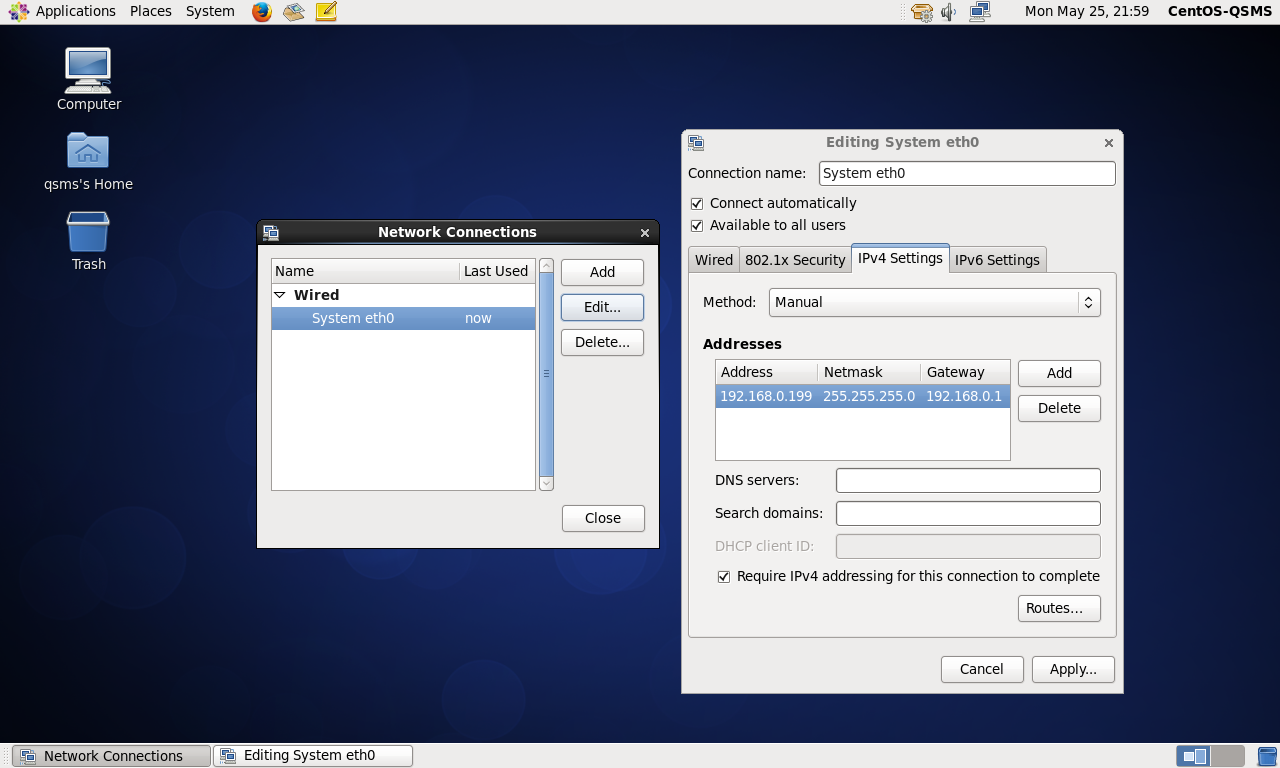 Applications Places System Mon May 25, 21:59 CentOS-QSMS
Computer
qsms's Home
Trash
Network Connections
Name Last Used
Wired
System eth0 now
Add
Edit...
Delete...
Close
Editing System eth0
Connection name: System eth0
Connect automatically
Available to all users
Wired 802.1x Security IPv4 Settings IPv6 Settings
Method: Manual
Addresses
Address Netmask Gateway
192.168.0.199 255.255.255.0 192.168.0.1
Add
Delete
DNS servers:
Search domains:
DHCP client ID:
Require IPv4 addressing for this connection to complete
Routes...
Cancel Apply...
Network Connections Editing System eth0